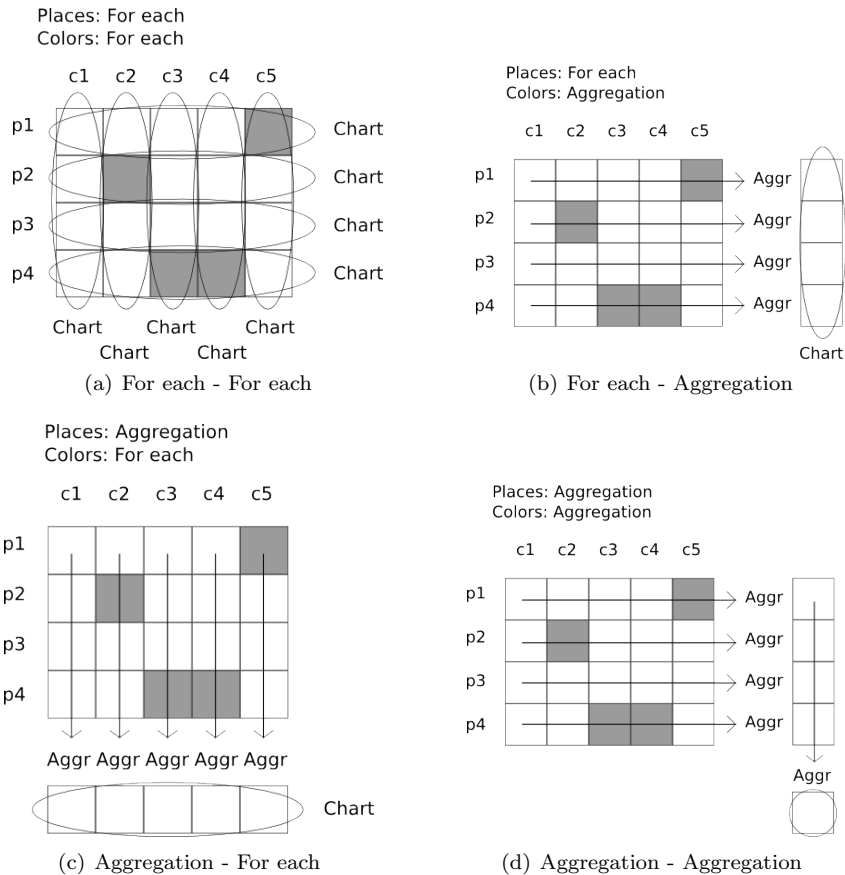 Places: For each
Colors: For each
c1 c2 c3 c4 c5
p1 Chart
p2 Chart
p3 Chart
p4 Chart
Chart Chart Chart
Chart Chart
(a) For each - For each
Places: For each
Colors: Aggregation
c1 c2 c3 c4 c5
p1 Aggr
p2 Aggr
p3 Aggr
p4 Aggr
Chart
(b) For each - Aggregation
Places: Aggregation
Colors: For each
c1 c2 c3 c4 c5
p1
p2
p3
p4
Aggr Aggr Aggr Aggr Aggr
Chart
(c) Aggregation - For each
Places: Aggregation
Colors: Aggregation
c1 c2 c3 c4 c5
p1 Aggr
p2 Aggr
p3 Aggr
p4 Aggr
Aggr
(d) Aggregation - Aggregation